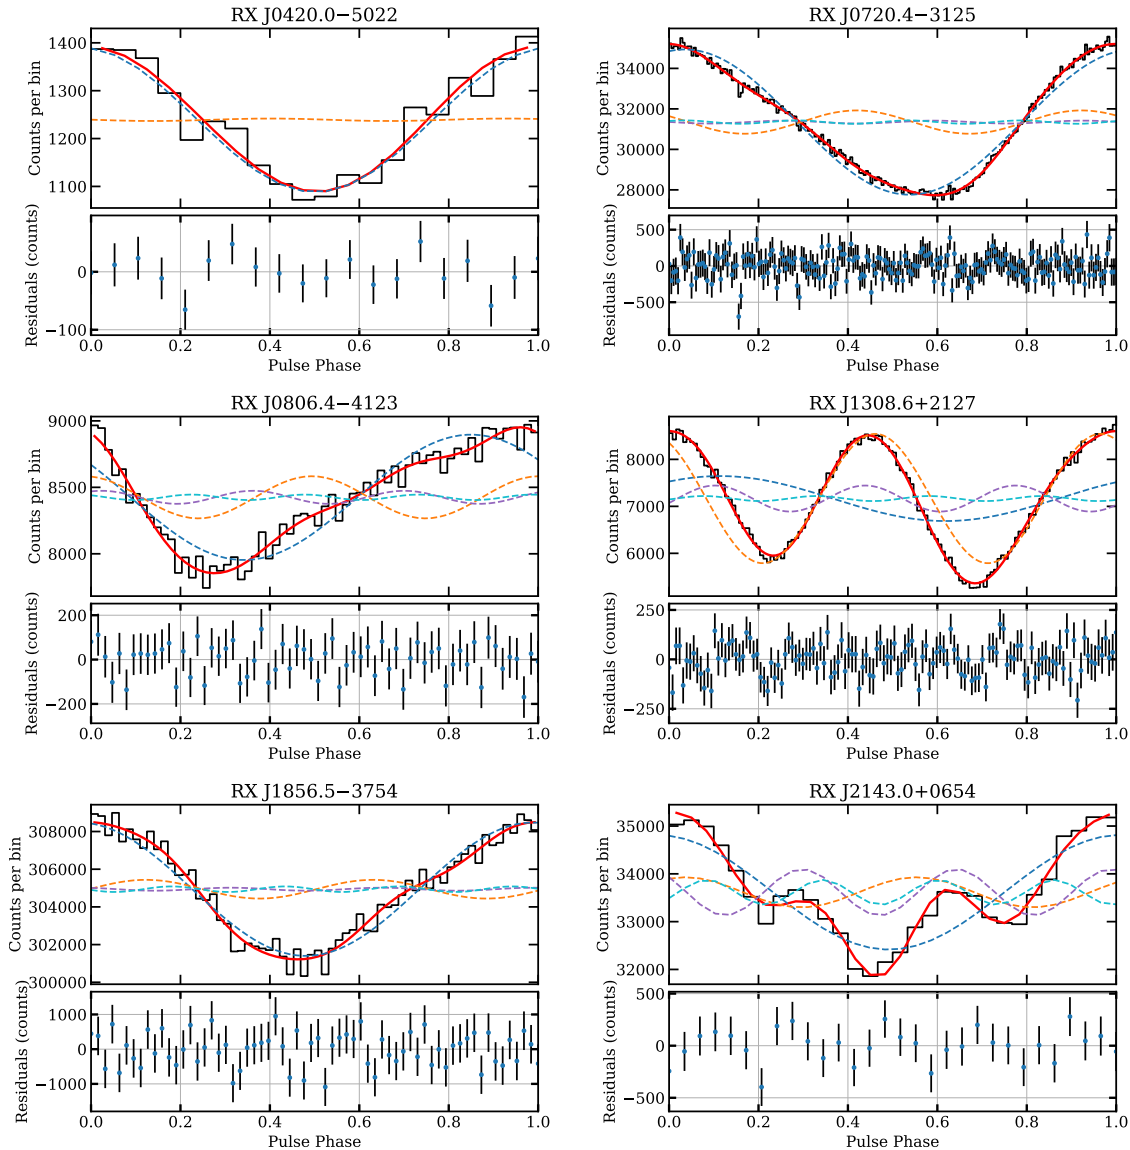 RX J0420.0−5022
Counts per bin
1400
1300
1200
1100
Residuals (counts)
0
−100
0.0 0.2 0.4 0.6 0.8 1.0
Pulse Phase
RX J0720.4−3125
Counts per bin
34000
32000
30000
28000
Residuals (counts)
500
0
−500
0.0 0.2 0.4 0.6 0.8 1.0
Pulse Phase
RX J0806.4−4123
Counts per bin
9000
8500
8000
Residuals (counts)
200
0
−200
0.0 0.2 0.4 0.6 0.8 1.0
Pulse Phase
RX J1308.6+2127
Counts per bin
8000
7000
6000
Residuals (counts)
250
0
−250
0.0 0.2 0.4 0.6 0.8 1.0
Pulse Phase
RX J1856.5−3754
Counts per bin
308000
306000
304000
302000
300000
Residuals (counts)
1000
0
−1000
0.0 0.2 0.4 0.6 0.8 1.0
Pulse Phase
RX J2143.0+0654
Counts per bin
35000
34000
33000
32000
Residuals (counts)
500
0
−500
0.0 0.2 0.4 0.6 0.8 1.0
Pulse Phase